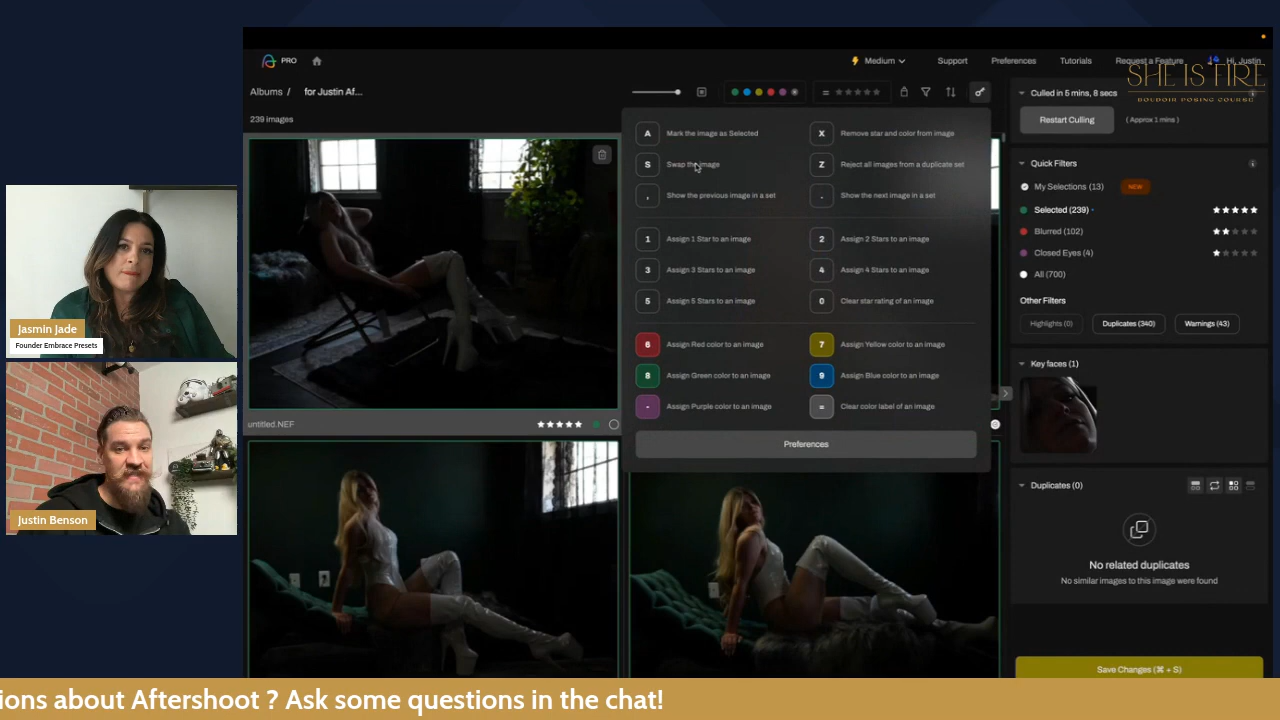 PRO
Medium
Support
Preferences
Tutorials
Request a Feature
Hi, Justin
SHE IS FIRE
BOUDOIR POSING COURSE
Albums /
for Justin Af...
239 images
A Mark the image as Selected
X Remove star and color from image
S Swap the image
Z Reject all images from a duplicate set
, Show the previous image in a set
. Show the next image in a set
1 Assign 1 Star to an image
2 Assign 2 Stars to an image
3 Assign 3 Stars to an image
4 Assign 4 Stars to an image
5 Assign 5 Stars to an image
0 Clear star rating of an image
6 Assign Red color to an image
7 Assign Yellow color to an image
8 Assign Green color to an image
9 Assign Blue color to an image
- Assign Purple color to an image
= Clear color label of an image
Preferences
untitled.NEF
Culled in 5 mins, 8 secs
Restart Culling
( Approx 1 mins )
Quick Filters
My Selections (13)
NEW
Selected (239)
Blurred (102)
Closed Eyes (4)
All (700)
Other Filters
Highlights (0)
Duplicates (340)
Warnings (43)
Key faces (1)
Duplicates (0)
No related duplicates
No similar images to this image were found
Save Changes (⌘ + S)
Jasmin Jade
Founder Embrace Presets
Justin Benson
ions about Aftershoot ? Ask some questions in the chat!